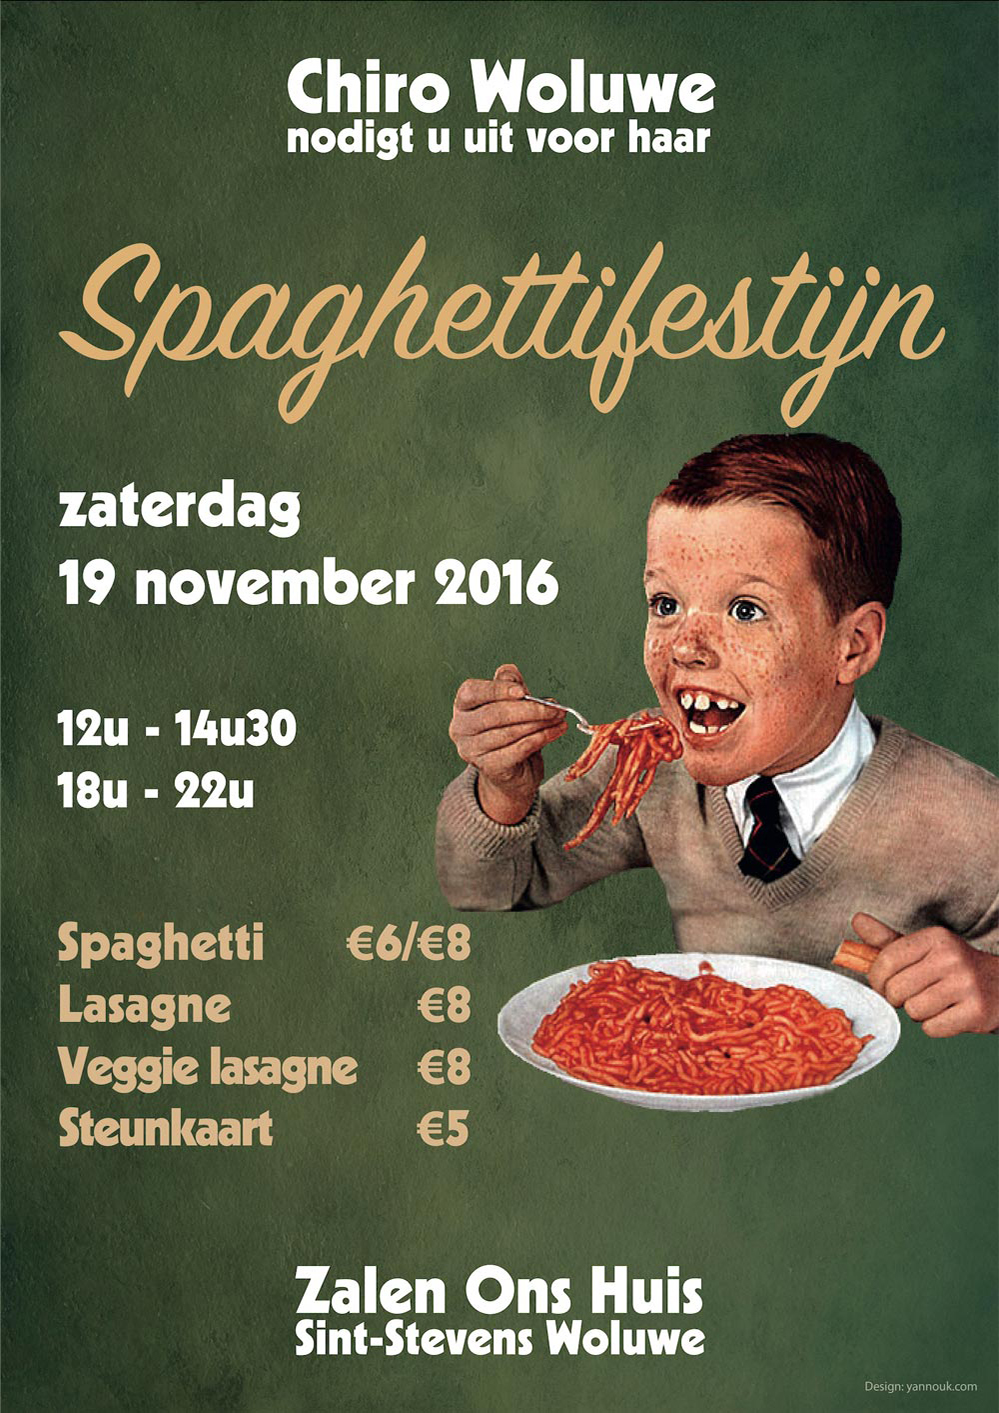 Chiro Woluwe
nodigt u uit voor haar
Spaghettifestijn
zaterdag
19 november 2016
12u - 14u30
18u - 22u
Spaghetti €6/€8
Lasagne €8
Veggie lasagne €8
Steunkaart €5
Zalen Ons Huis
Sint-Stevens Woluwe
Design: yannouk.com